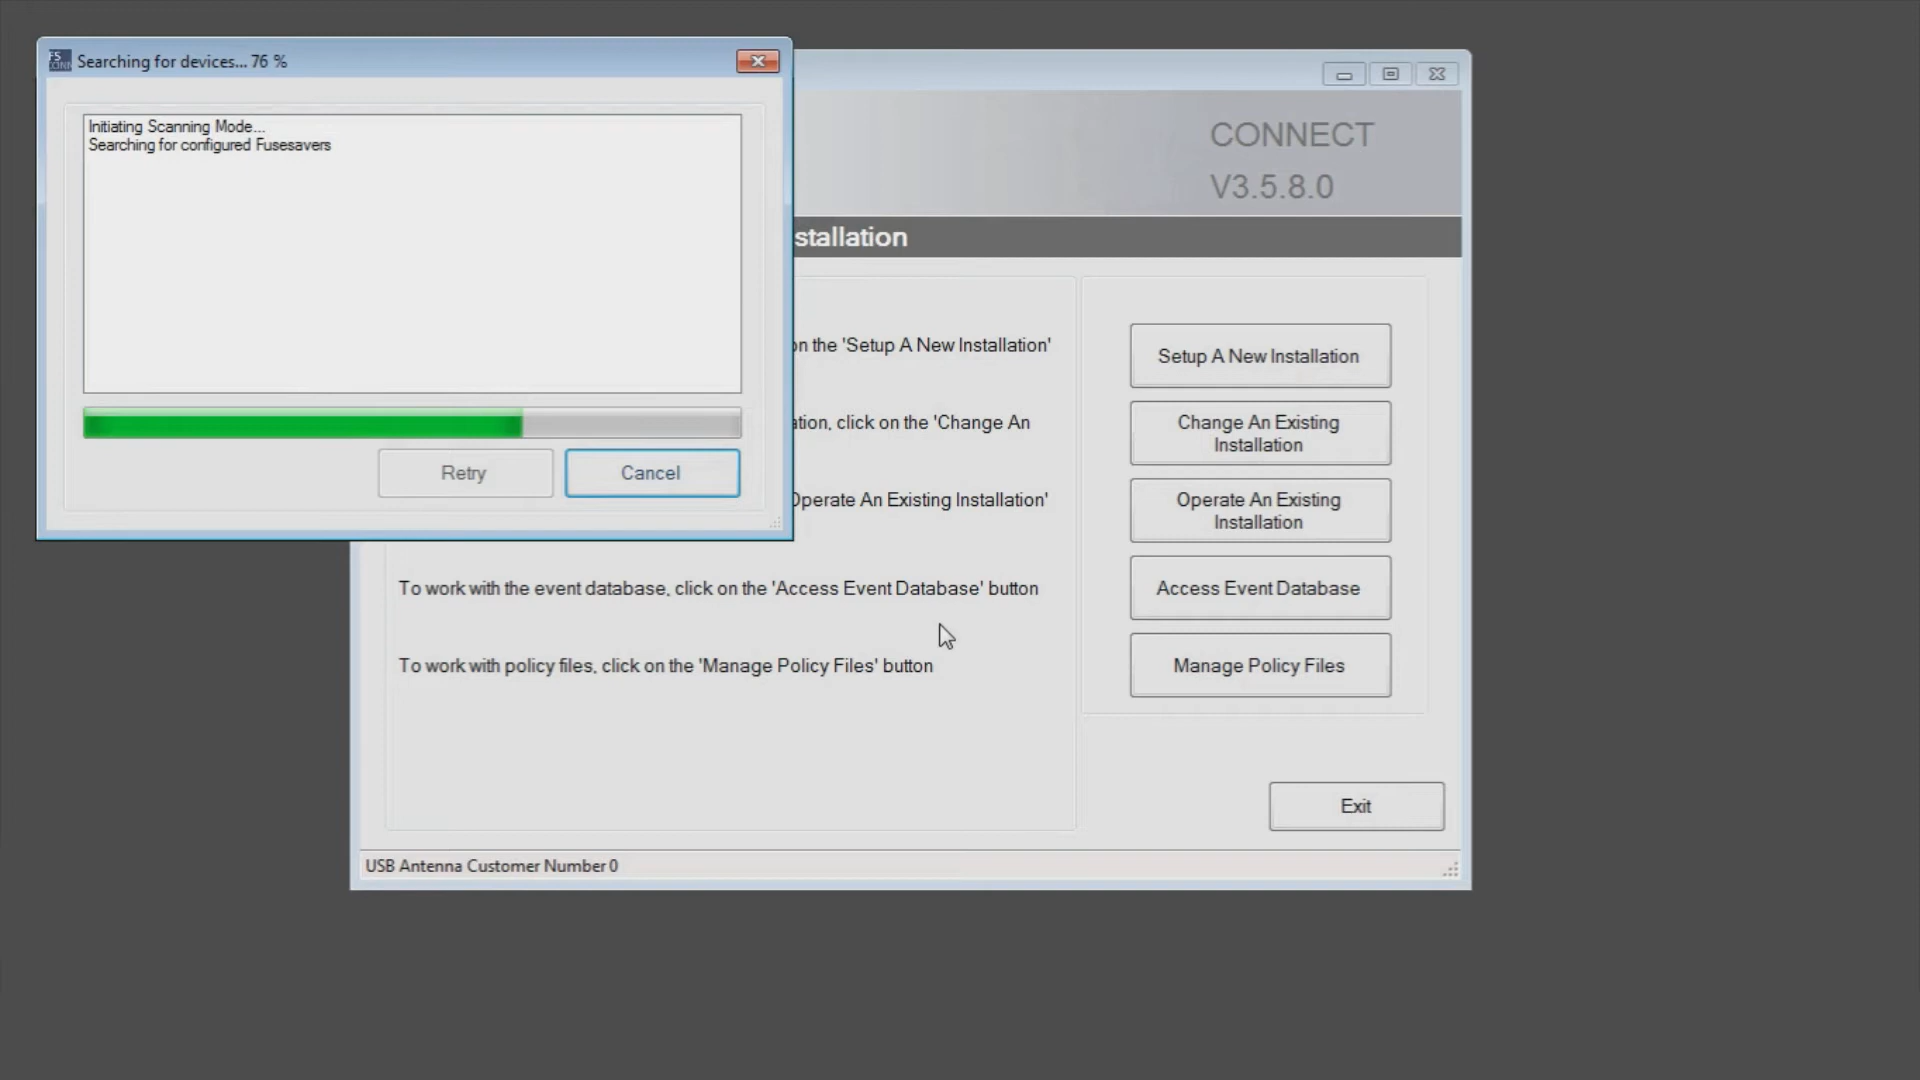 Searching for devices... 76 %
Initiating Scanning Mode...
Searching for configured Fusesavers
Retry
Cancel
CONNECT
V3.5.8.0
stallation
on the 'Setup A New Installation'
ation, click on the 'Change An
Operate An Existing Installation'
To work with the event database, click on the 'Access Event Database' button
To work with policy files, click on the 'Manage Policy Files' button
Setup A New Installation
Change An Existing
Installation
Operate An Existing
Installation
Access Event Database
Manage Policy Files
Exit
USB Antenna Customer Number 0